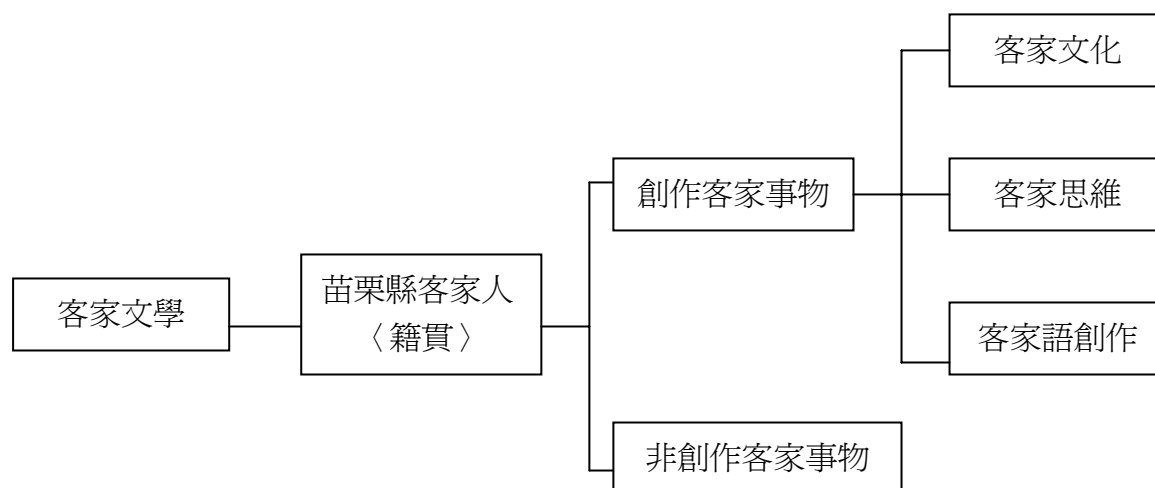 客家文學
苗栗縣客家人
〈籍貫〉
創作客家事物
非創作客家事物
客家文化
客家思維
客家語創作